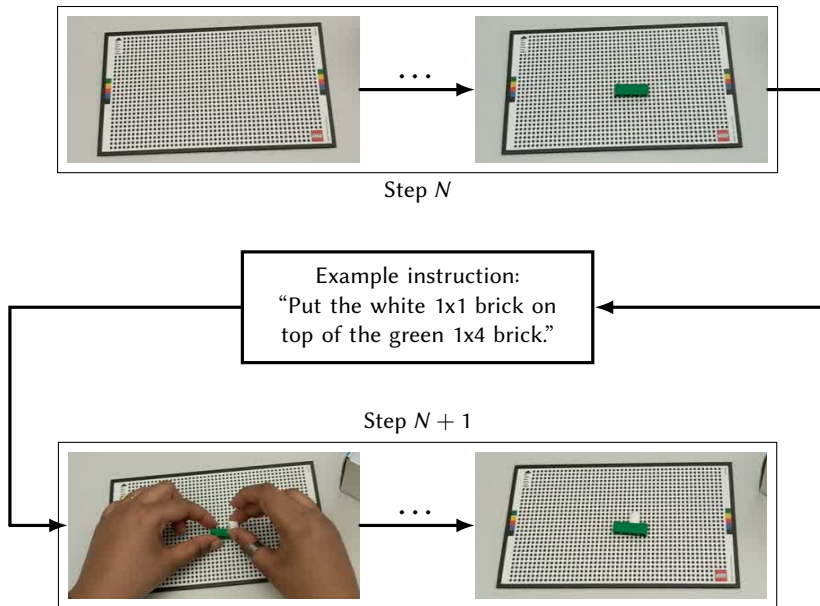 ...
Step N
Example instruction:
“Put the white 1x1 brick on
top of the green 1x4 brick.”
Step N + 1
...